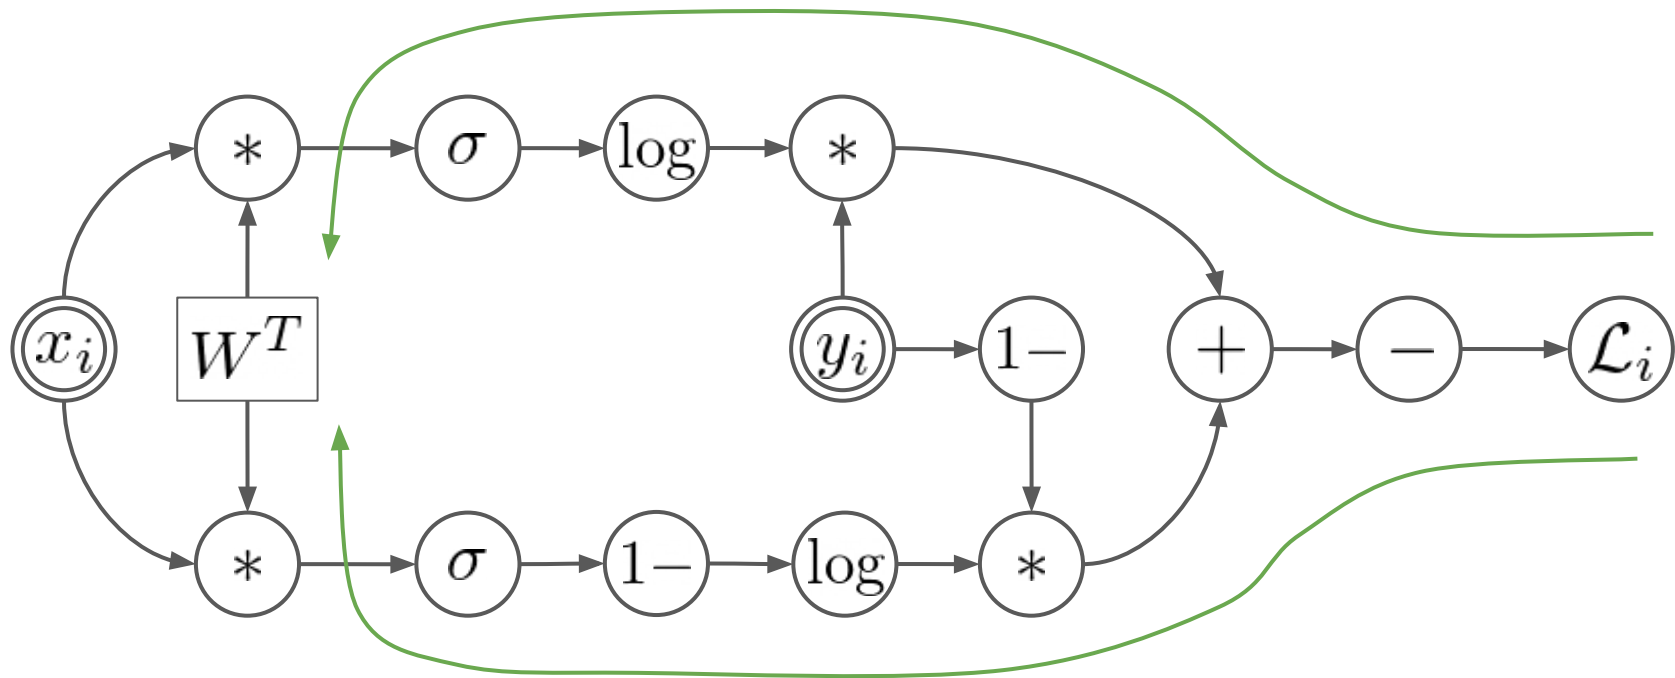 * σ log *
x_i W^T y_i 1− + − ℒ_i
* σ 1− log *